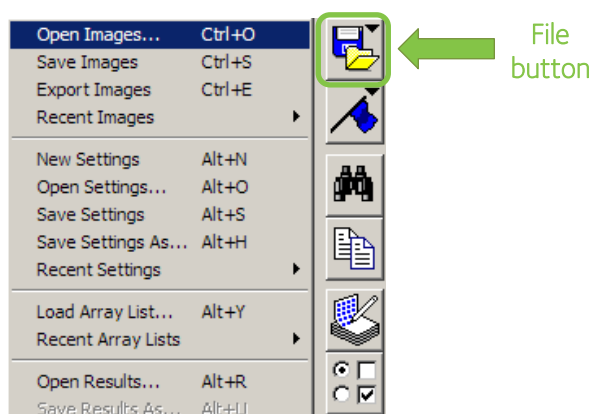 Open Images... Ctrl+O
Save Images Ctrl+S
Export Images Ctrl+E
Recent Images
New Settings Alt+N
Open Settings... Alt+O
Save Settings Alt+S
Save Settings As... Alt+H
Recent Settings
Load Array List... Alt+Y
Recent Array Lists
Open Results... Alt+R
Save Results As... Alt+U
File
button